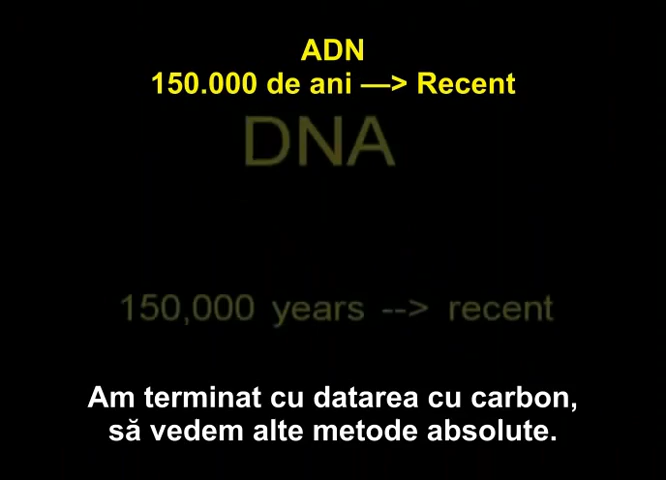 ADN
150.000 de ani —> Recent
DNA
150,000 years --> recent
Am terminat cu datarea cu carbon,
să vedem alte metode absolute.